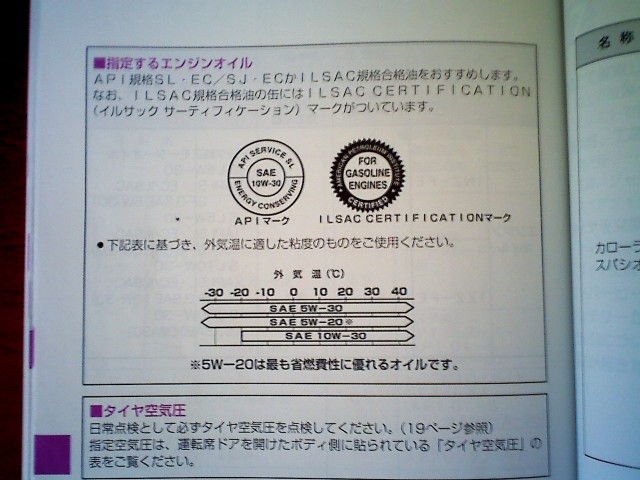 ■指定するエンジンオイル
API規格SL・EC／SJ・ECかILSAC規格合格油をおすすめします。
なお、ILSAC規格合格油の缶にはILSAC CERTIFICATION
（イルサック サーティフィケーション）マークがついています。
API SERVICE SL
SAE
10W-30
ENERGY CONSERVING
AMERICAN PETROLEUM INSTITUTE
FOR
GASOLINE
ENGINES
CERTIFIED
APIマーク
ILSAC CERTIFICATIONマーク
●下記表に基づき、外気温に適した粘度のものをご使用ください。
外気温（℃）
-30 -20 -10 0 10 20 30 40
SAE 5W-30
SAE 5W-20※
SAE 10W-30
※5W-20は最も省燃費性に優れるオイルです。
■タイヤ空気圧
日常点検として必ずタイヤ空気圧を点検してください。（19ページ参照）
指定空気圧は、運転席ドアを開けたボディ側に貼られている「タイヤ空気圧」の
表をご覧ください。
名称
カローラ
スパシオ